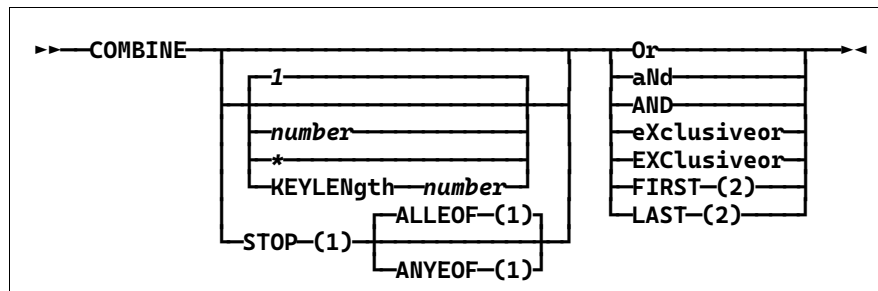 COMBINE Or
1 aNd
AND
number eXclusiveor
* EXClusiveor
KEYLENgth number FIRST (2)
ALLEOF (1) LAST (2)
STOP (1)
ANYEOF (1)